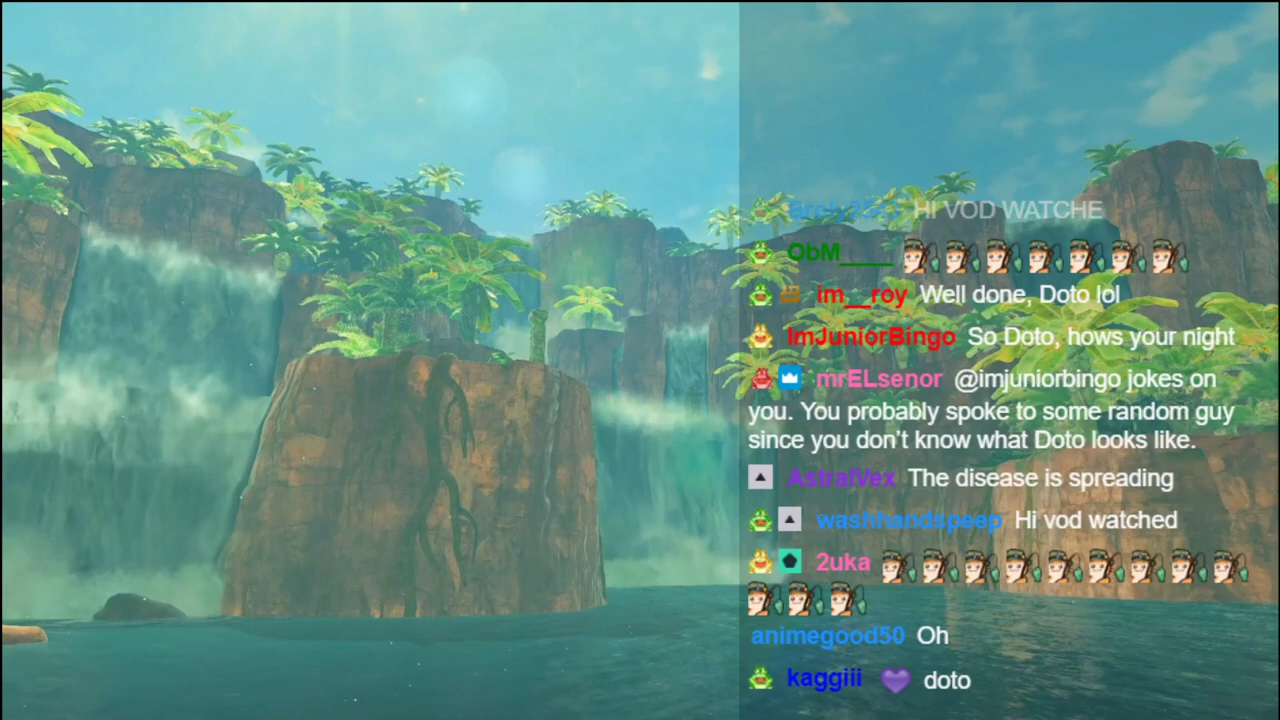 HI VOD WATCHE
ObM____
im__roy Well done, Doto lol
ImJuniorBingo So Doto, hows your night
mrELsenor @imjuniorbingo jokes on
you. You probably spoke to some random guy
since you don't know what Doto looks like.
AstralVex The disease is spreading
washhandspeep Hi vod watched
2uka
animegood50 Oh
kaggiii doto